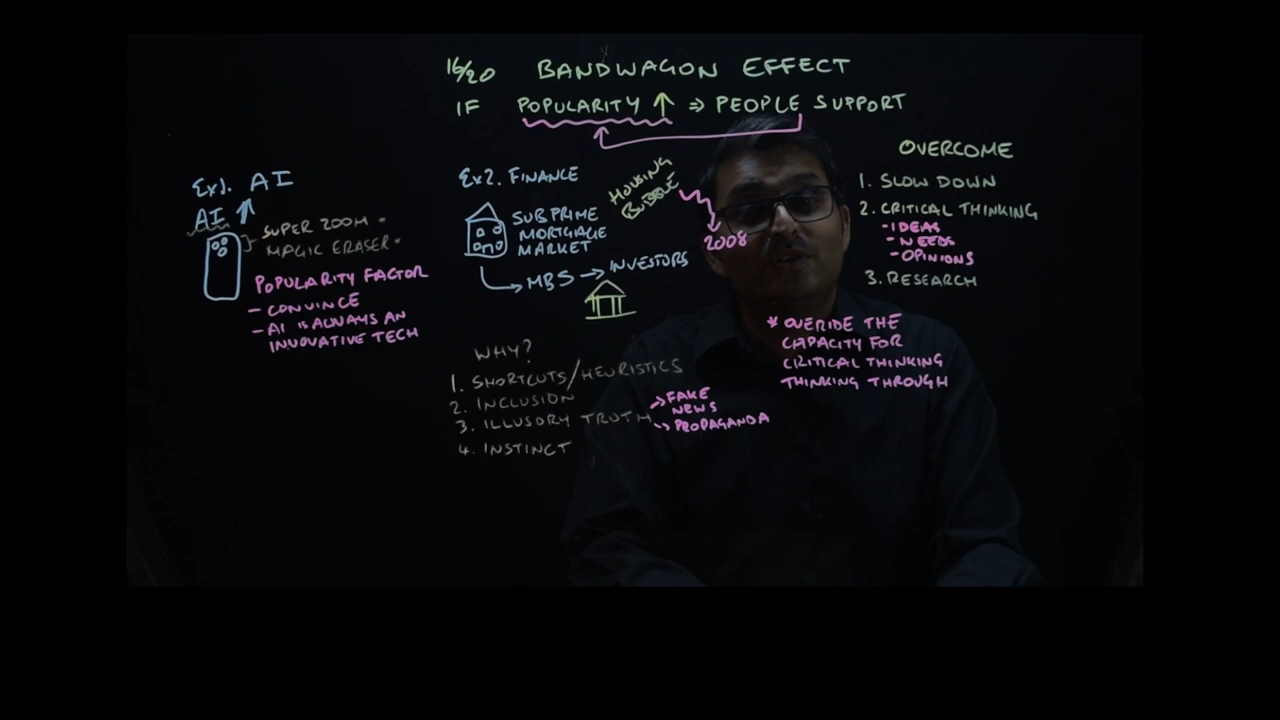 16/20 BANDWAGON EFFECT
IF POPULARITY ↑ ⇒ PEOPLE SUPPORT
Ex1. AI
AI ↑
SUPER ZOOM
MAGIC ERASER
POPULARITY FACTOR
- CONVINCE
- AI IS ALWAYS AN
INNOVATIVE TECH
Ex2. FINANCE
HOUSING
BUBBLE
2008
SUBPRIME
MORTGAGE
MARKET
MBS → INVESTORS
WHY?
1. SHORTCUTS/HEURISTICS
2. INCLUSION
3. ILLUSORY TRUTH
→ FAKE
NEWS
→ PROPAGANDA
4. INSTINCT
OVERCOME
1. SLOW DOWN
2. CRITICAL THINKING
- IDEAS
- NEEDS
- OPINIONS
3. RESEARCH
* OVERIDE THE
CAPACITY FOR
CRITICAL THINKING
THINKING THROUGH